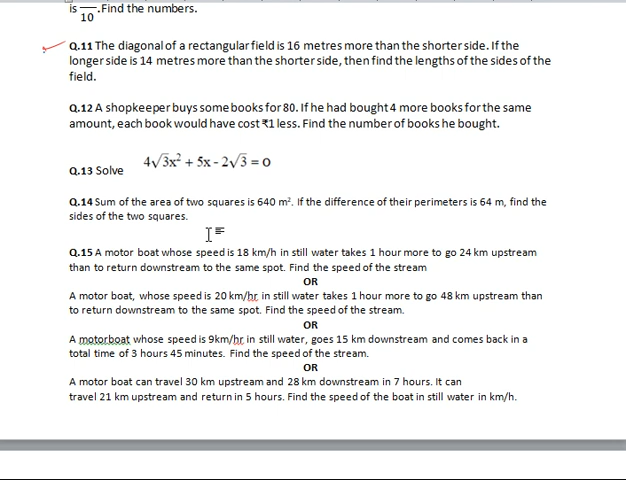 is 10 .Find the numbers.
Q.11 The diagonal of a rectangular field is 16 metres more than the shorter side. If the
longer side is 14 metres more than the shorter side, then find the lengths of the sides of the
field.
Q.12 A shopkeeper buys some books for 80. If he had bought 4 more books for the same
amount, each book would have cost ₹1 less. Find the number of books he bought.
Q.13 Solve 4√3x² + 5x - 2√3 = 0
Q.14 Sum of the area of two squares is 640 m². If the difference of their perimeters is 64 m, find the
sides of the two squares.
Q.15 A motor boat whose speed is 18 km/h in still water takes 1 hour more to go 24 km upstream
than to return downstream to the same spot. Find the speed of the stream
OR
A motor boat, whose speed is 20 km/hr in still water takes 1 hour more to go 48 km upstream than
to return downstream to the same spot. Find the speed of the stream.
OR
A motorboat whose speed is 9km/hr in still water, goes 15 km downstream and comes back in a
total time of 3 hours 45 minutes. Find the speed of the stream.
OR
A motor boat can travel 30 km upstream and 28 km downstream in 7 hours. It can
travel 21 km upstream and return in 5 hours. Find the speed of the boat in still water in km/h.